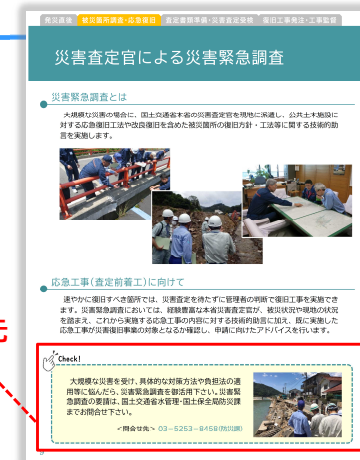 発災直後 被災箇所調査・応急復旧 査定書類準備・災害査定受検 復旧工事発注・工事監督
災害査定官による災害緊急調査
災害緊急調査とは
大規模な災害の場合に、国土交通省本省の災害査定官を現地に派遣し、公共土木施設に
対する応急復旧工法や改良復旧を含めた被災箇所の復旧方針・工法等に関する技術的助
言を実施します。
応急工事（査定前着工）に向けて
速やかに復旧すべき箇所では、災害査定を待たずに管理者の判断で復旧工事を実施でき
ます。災害緊急調査においては、経験豊富な本省災害査定官が、被災状況や現地の状況
を踏まえ、これから実施する応急工事の内容に対する技術的助言に加え、既に実施した
応急工事が災害復旧事業の対象となるか確認し、申請に向けたアドバイスを行います。
先
Check!
大規模な災害を受け、具体的な対策方法や負担法の適
用等に悩んだら、災害緊急調査を御活用下さい。災害緊
急調査の要請は、国土交通省水管理・国土保全局防災課
までお問合せ下さい。
＜問合せ先＞ 03-5253-8458(防災課)